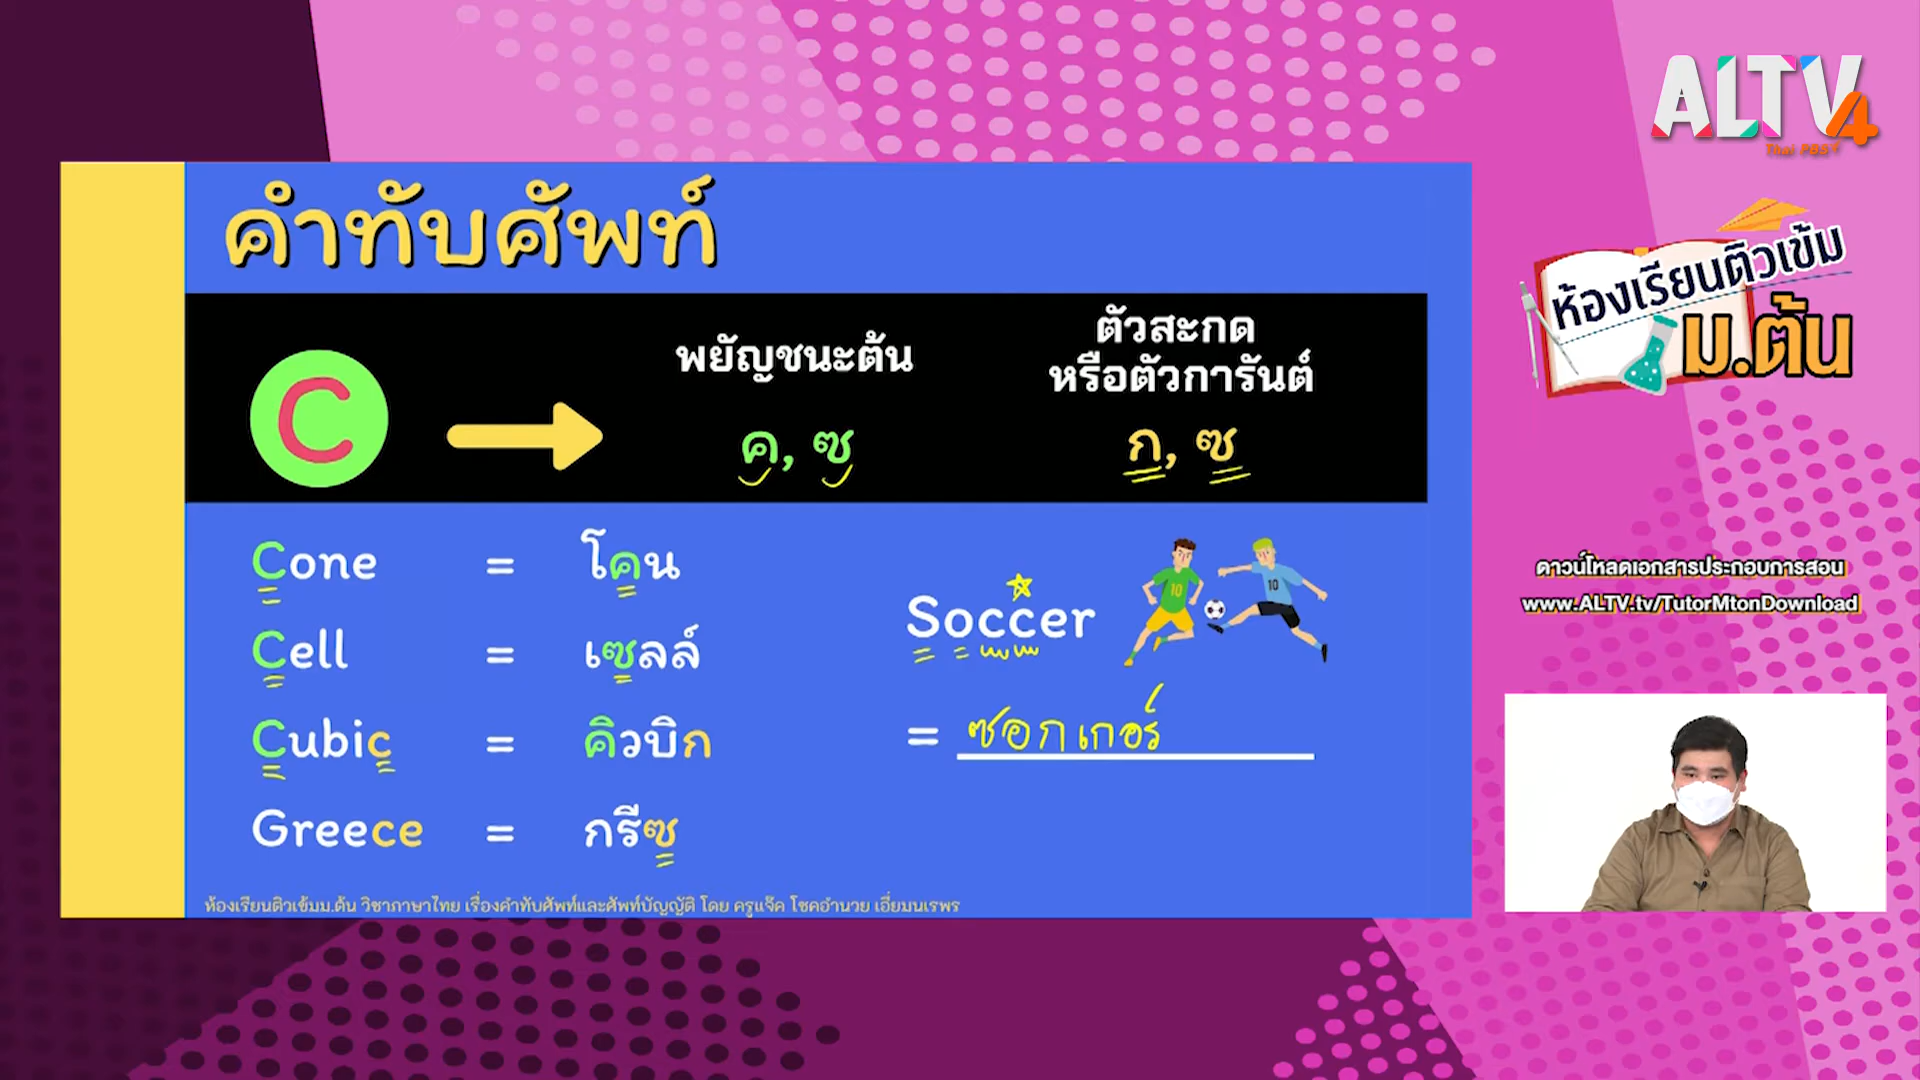 ALTV4
Thai PBS
ห้องเรียนติวเข้ม
ม.ต้น
คำทับศัพท์
C
พยัญชนะต้น
ค, ซ
ตัวสะกด
หรือตัวการันต์
ก, ซ
Cone = โคน
Cell = เซลล์
Cubic = คิวบิก
Greece = กรีซ
10
10
Soccer
= ซอกเกอร์
ห้องเรียนติวเข้มม.ต้น วิชาภาษาไทย เรื่องคำทับศัพท์และศัพท์บัญญัติ โดย ครูแจ๊ค โชคอำนวย เอี่ยมนเรพร
ดาวน์โหลดเอกสารประกอบการสอน
www.ALTV.tv/TutorMtonDownload